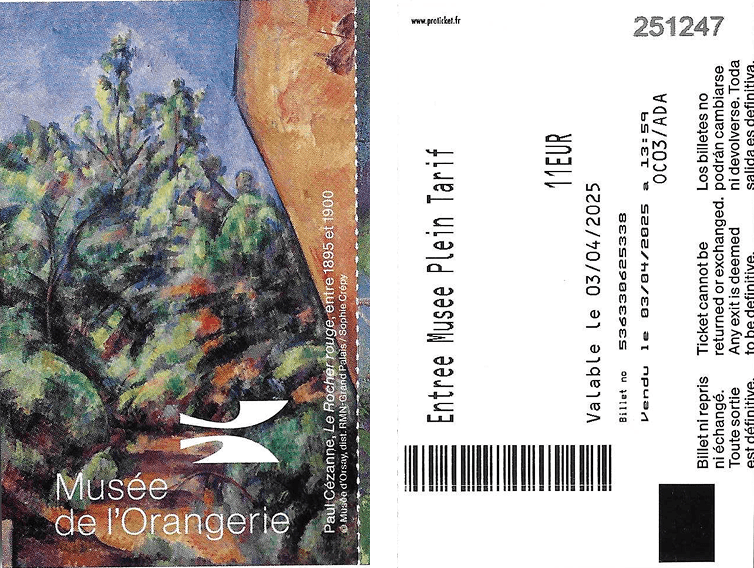 Musée
de l'Orangerie
Paul Cézanne, Le Rocher rouge, entre 1895 et 1900
© Musée d'Orsay, dist. RMN-Grand Palais / Sophie Crépy
www.proticket.fr
251247
Entree Musee Plein Tarif
11EUR
Valable le 03/04/2025
Billet no 536330625338
Vendu le 03/04/2025 a 13:59
OC03/ADA
Billet ni repris
ni échangé.
Toute sortie
est définitive.
Ticket cannot be
returned or exchanged.
Any exit is deemed
to be definitive.
Los billetes no
podrán cambiarse
ni devolverse. Toda
salida es definitiva.